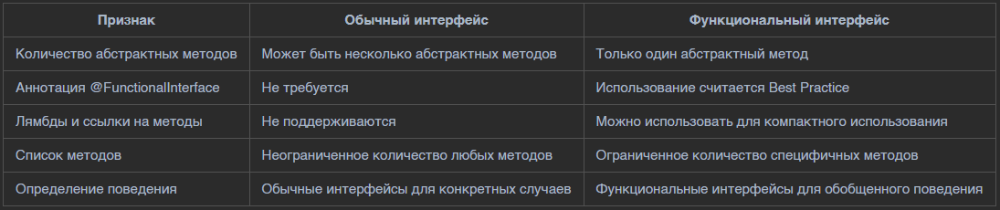 Признак Обычный интерфейс Функциональный интерфейс
Количество абстрактных методов Может быть несколько абстрактных методов Только один абстрактный метод
Аннотация @FunctionalInterface Не требуется Использование считается Best Practice
Лямбды и ссылки на методы Не поддерживаются Можно использовать для компактного использования
Список методов Неограниченное количество любых методов Ограниченное количество специфичных методов
Определение поведения Обычные интерфейсы для конкретных случаев Функциональные интерфейсы для обобщенного поведения